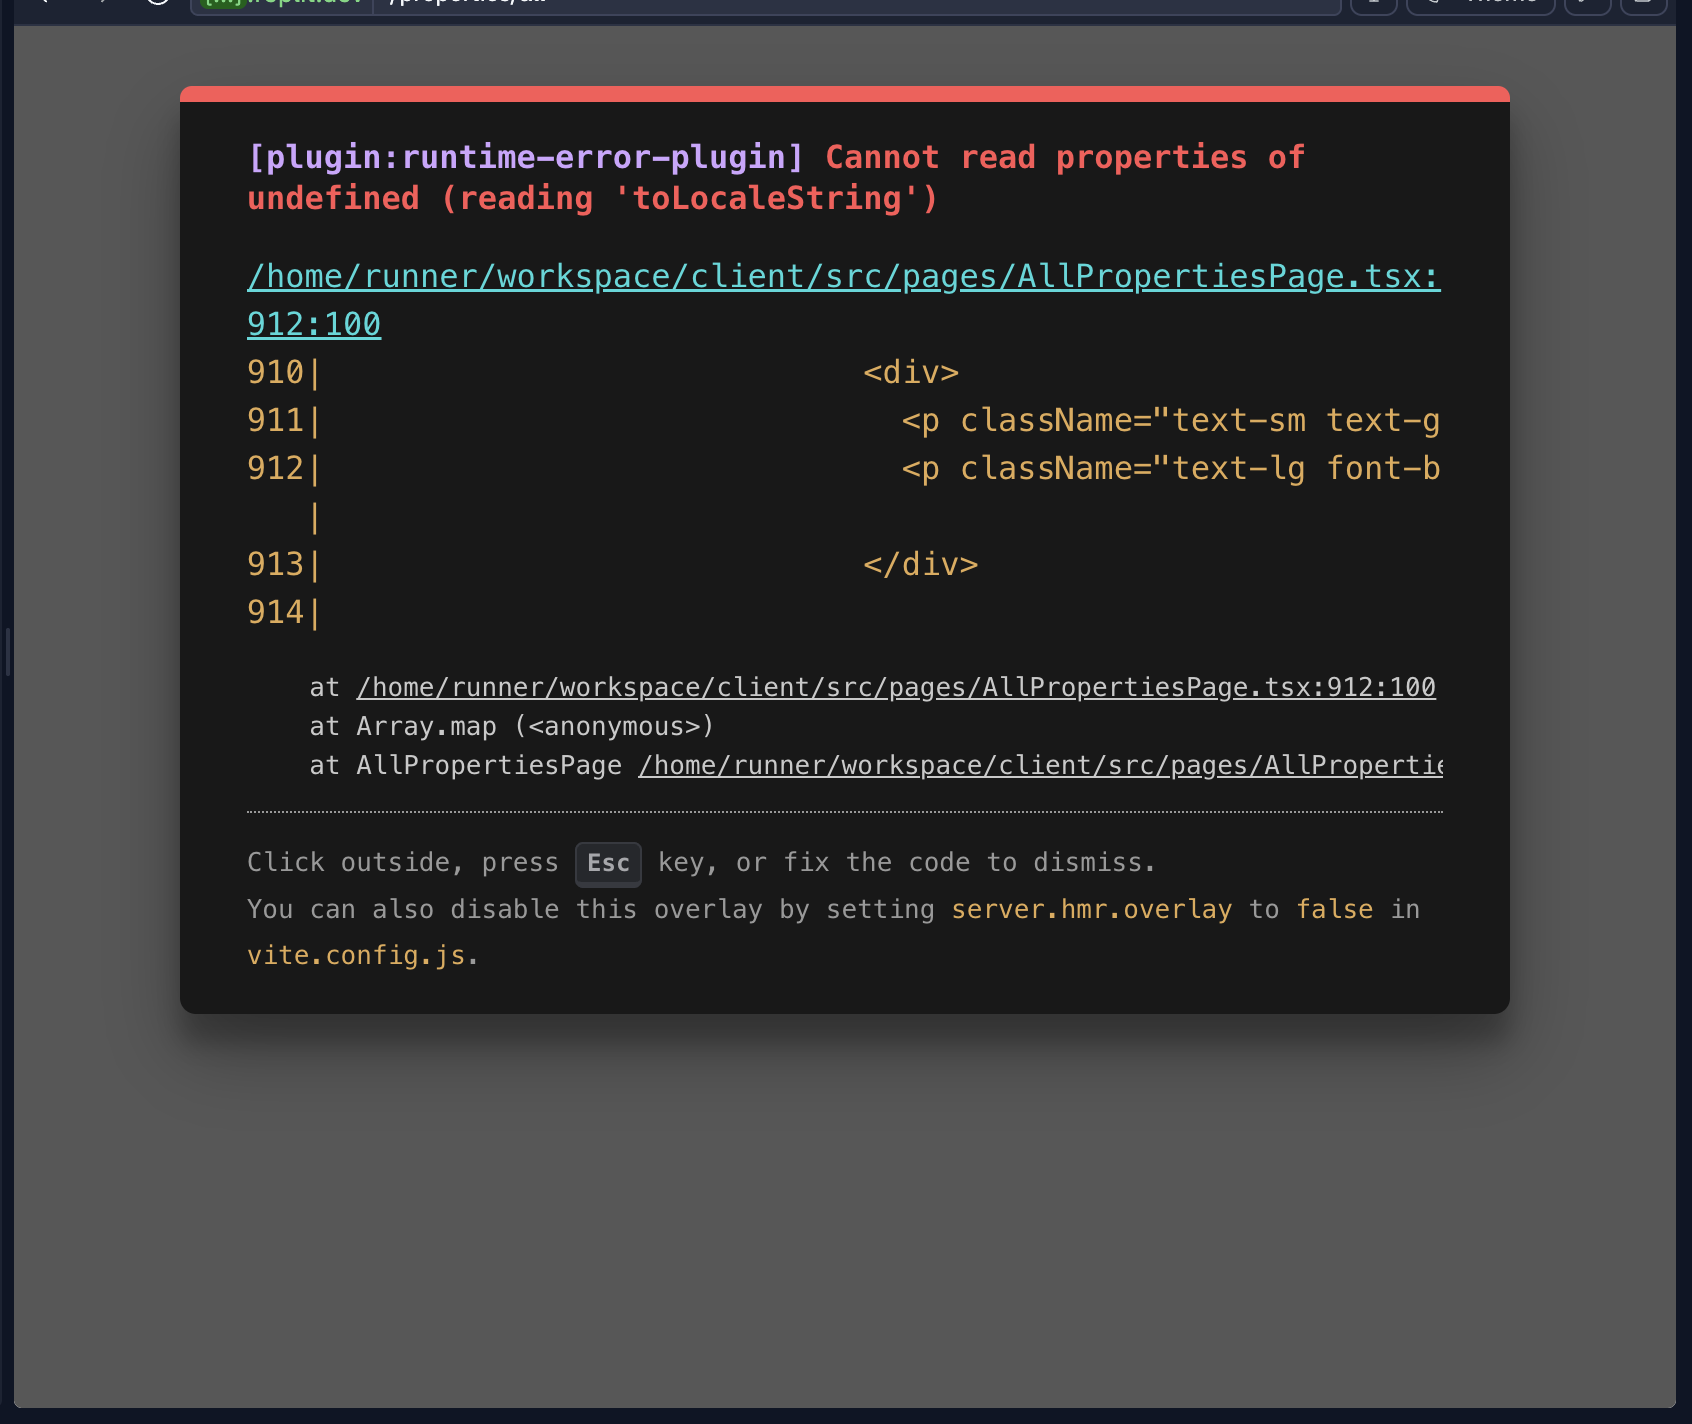 [plugin:runtime-error-plugin] Cannot read properties of
undefined (reading 'toLocaleString')
/home/runner/workspace/client/src/pages/AllPropertiesPage.tsx:
912:100
910|                            <div>
911|                              <p className="text-sm text-g
912|                              <p className="text-lg font-b
   |
913|                            </div>
914|
    at /home/runner/workspace/client/src/pages/AllPropertiesPage.tsx:912:100
    at Array.map (<anonymous>)
    at AllPropertiesPage /home/runner/workspace/client/src/pages/AllPropertie
Click outside, press Esc key, or fix the code to dismiss.
You can also disable this overlay by setting server.hmr.overlay to false in
vite.config.js.